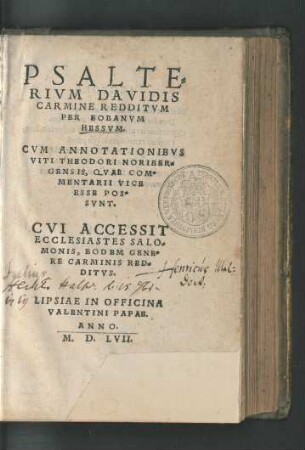 PSALTE-
RIVM DAVIDIS
CARMINE REDDITVM
PER EOBANVM
HESSVM.
CVM ANNOTATIONIBVS
VITI THEODORI NORIBER-
GENSIS, QVAE COM-
MENTARII VICE
ESSE POS-
SVNT.
CVI ACCESSIT
ECCLESIASTES SALO-
MONIS, EODEM GENE-
RE CARMINIS RED-
DITVS.
Henricus
LIPSIAE IN OFFICINA
VALENTINI PAPAE.
ANNO.
M. D. LVII.